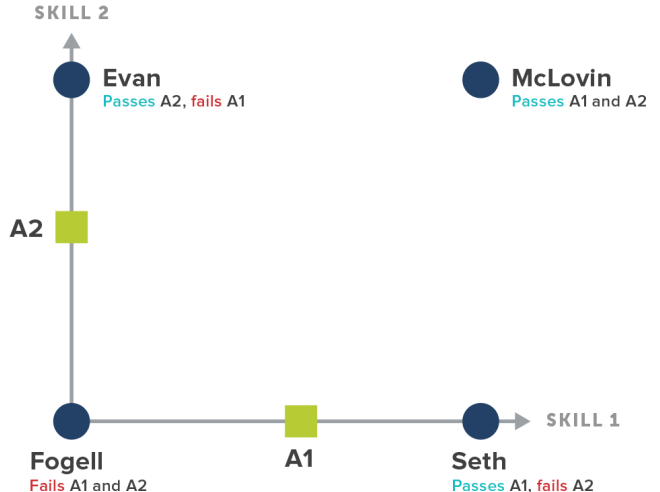 SKILL 2
Evan
Passes A2, fails A1
McLovin
Passes A1 and A2
A2
SKILL 1
A1
Fogell
Fails A1 and A2
Seth
Passes A1, fails A2